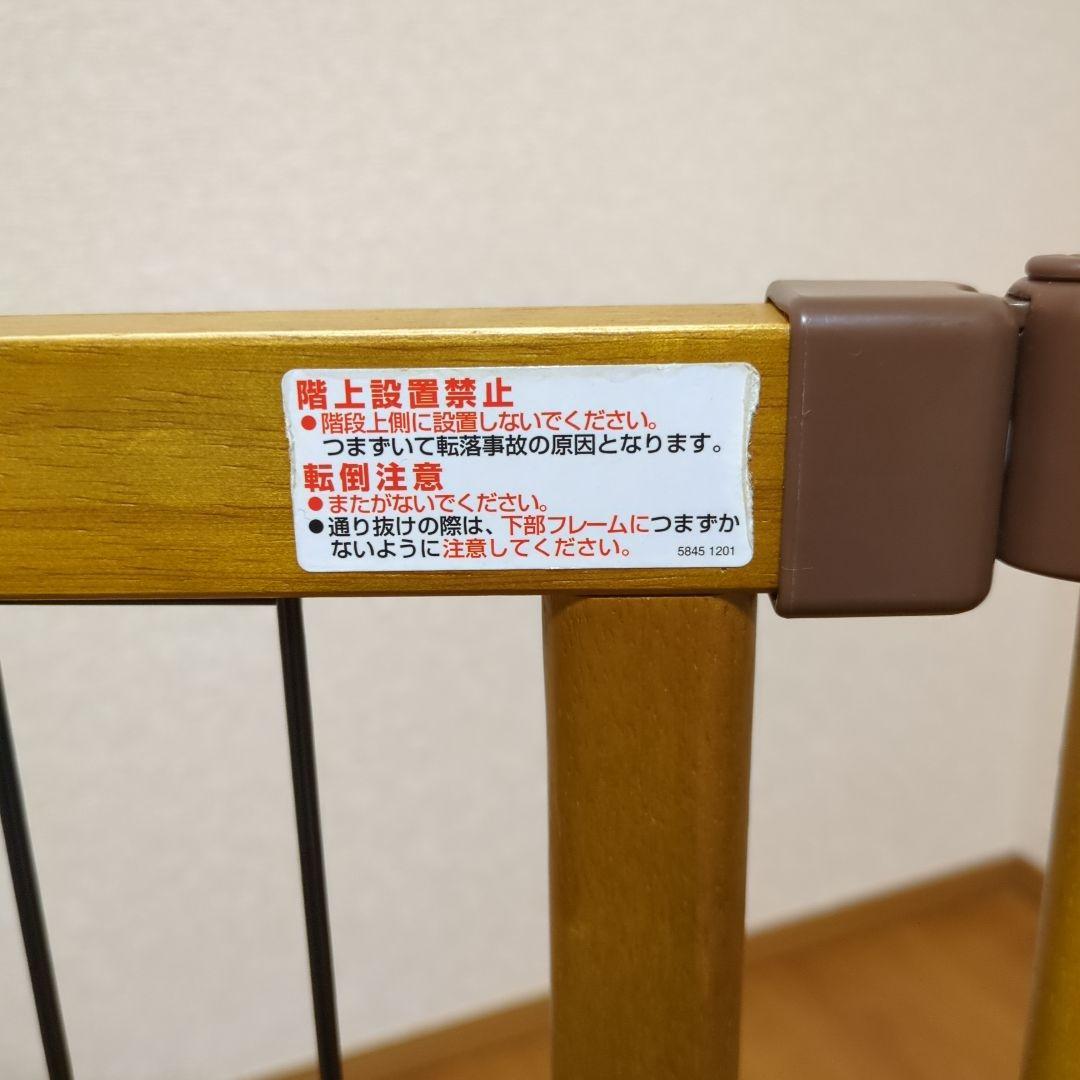 階上設置禁止
●階段上側に設置しないでください。
つまずいて転落事故の原因となります。
転倒注意
●またがないでください。
●通り抜けの際は、下部フレームにつまずか
ないように注意してください。
5845 1201